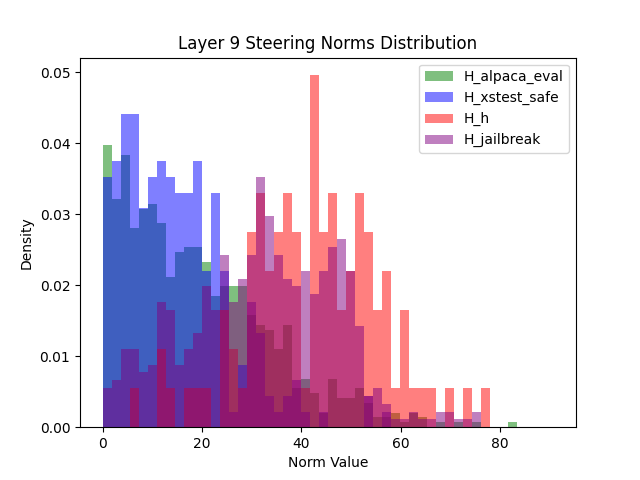 Layer 9 Steering Norms Distribution
H_alpaca_eval
H_xstest_safe
H_h
H_jailbreak
Density
0.05
0.04
0.03
0.02
0.01
0.00
0 20 40 60 80
Norm Value